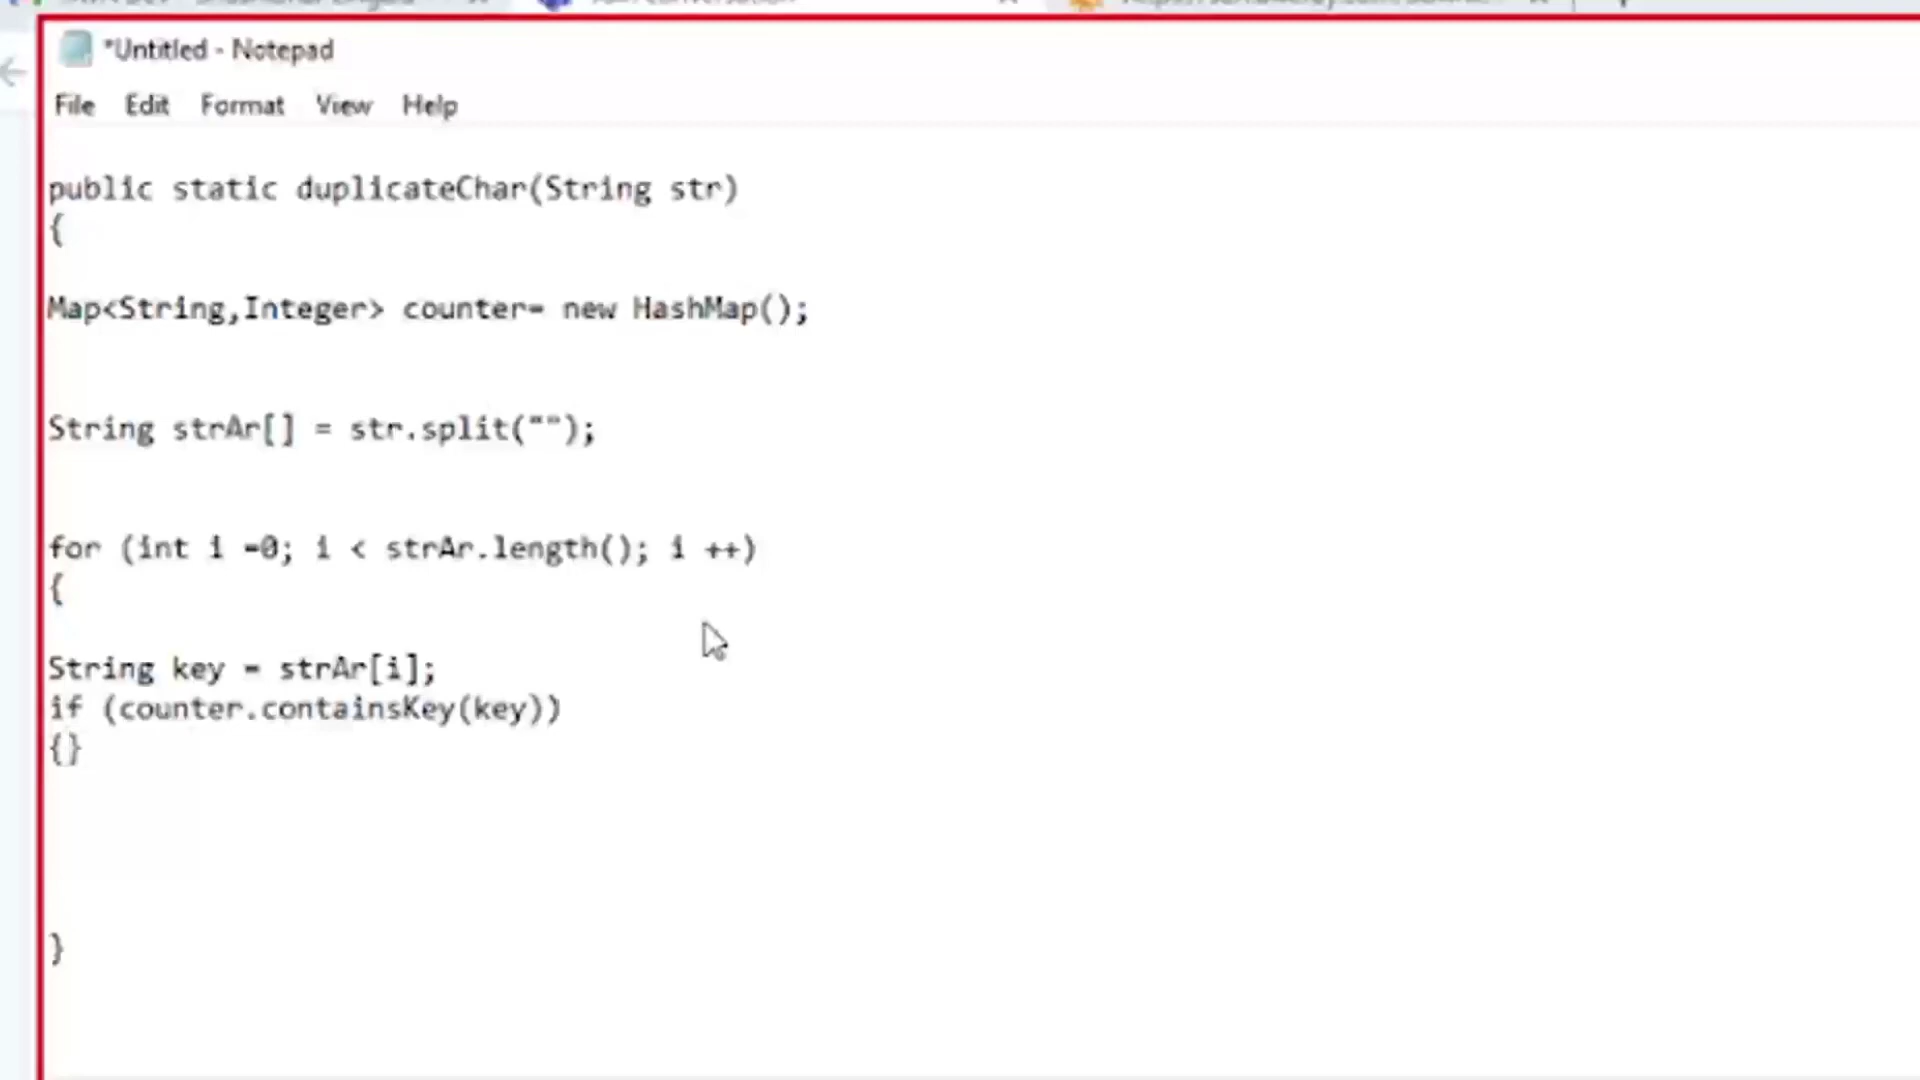 *Untitled - Notepad
File Edit Format View Help
public static duplicateChar(String str)
{
Map<String,Integer> counter= new HashMap();
String strAr[] = str.split("");
for (int i =0; i < strAr.length(); i ++)
{
String key = strAr[i];
if (counter.containsKey(key))
{}
}